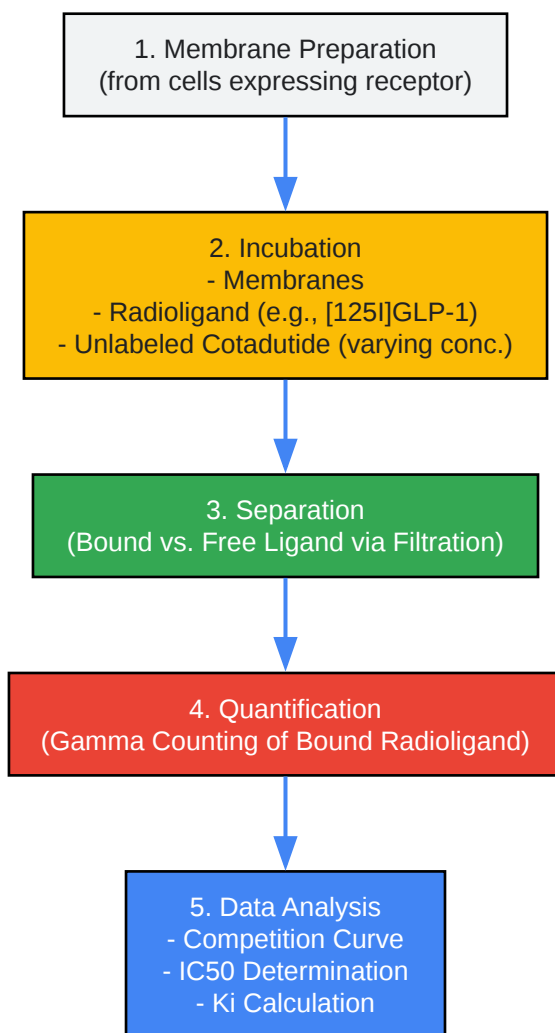 1. Membrane Preparation
(from cells expressing receptor)
2. Incubation
- Membranes
- Radioligand (e.g., [125I]GLP-1)
- Unlabeled Cotadutide (varying conc.)
3. Separation
(Bound vs. Free Ligand via Filtration)
4. Quantification
(Gamma Counting of Bound Radioligand)
5. Data Analysis
- Competition Curve
- IC50 Determination
- Ki Calculation